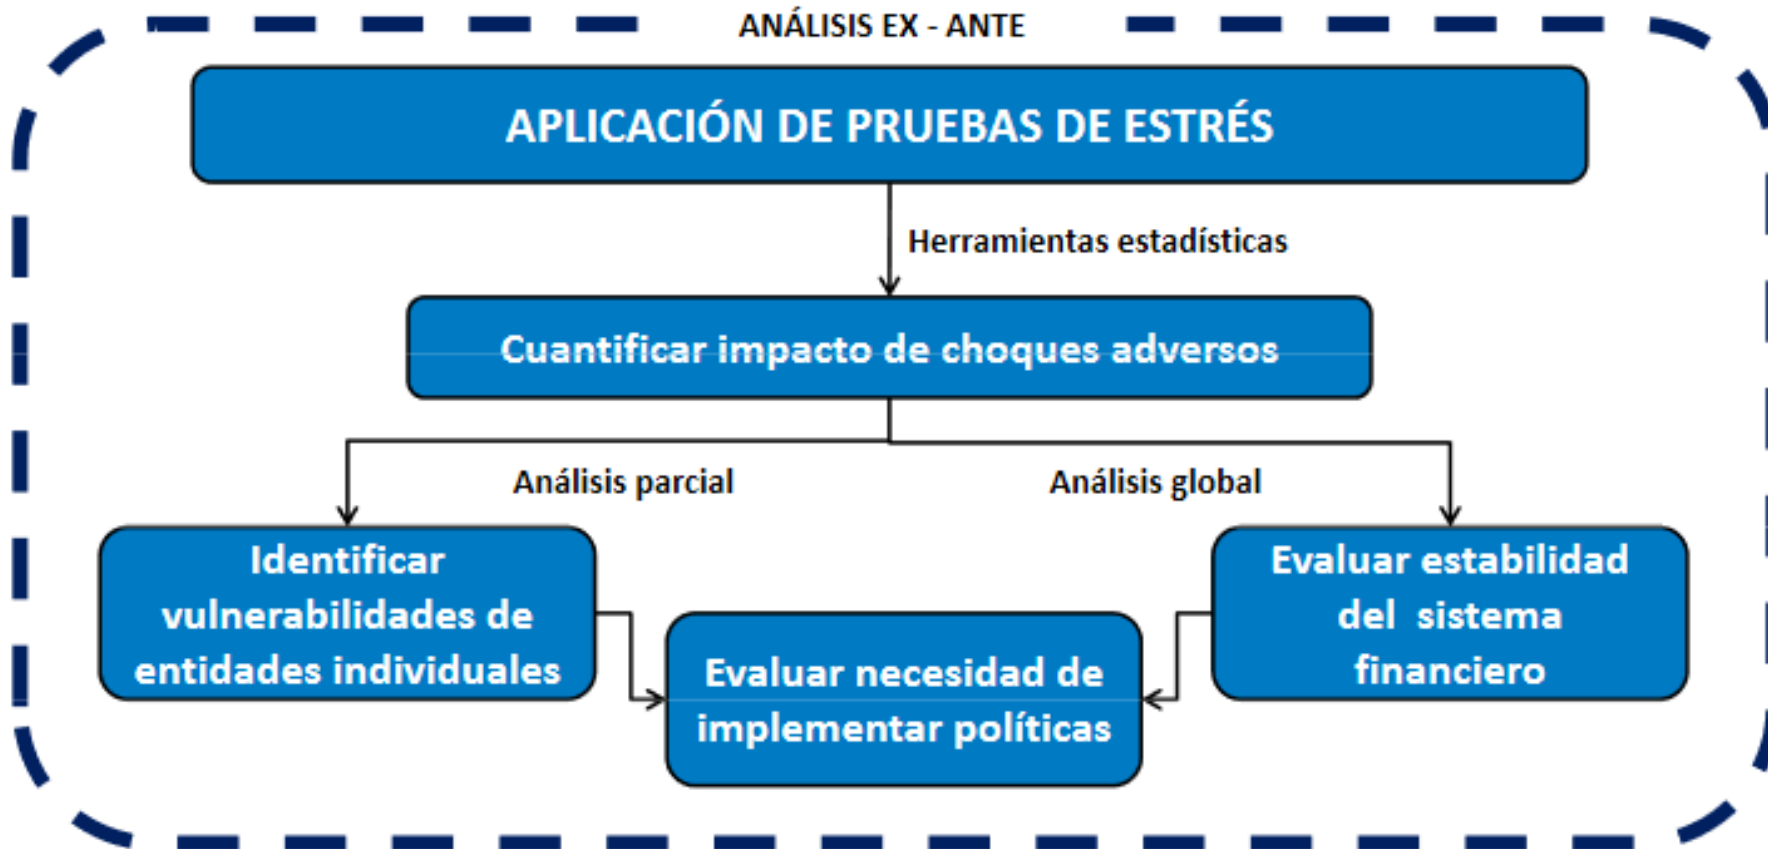 ANÁLISIS EX - ANTE
APLICACIÓN DE PRUEBAS DE ESTRÉS
Herramientas estadísticas
Cuantificar impacto de choques adversos
Análisis parcial
Análisis global
Identificar
vulnerabilidades de
entidades individuales
Evaluar estabilidad
del sistema
financiero
Evaluar necesidad de
implementar políticas